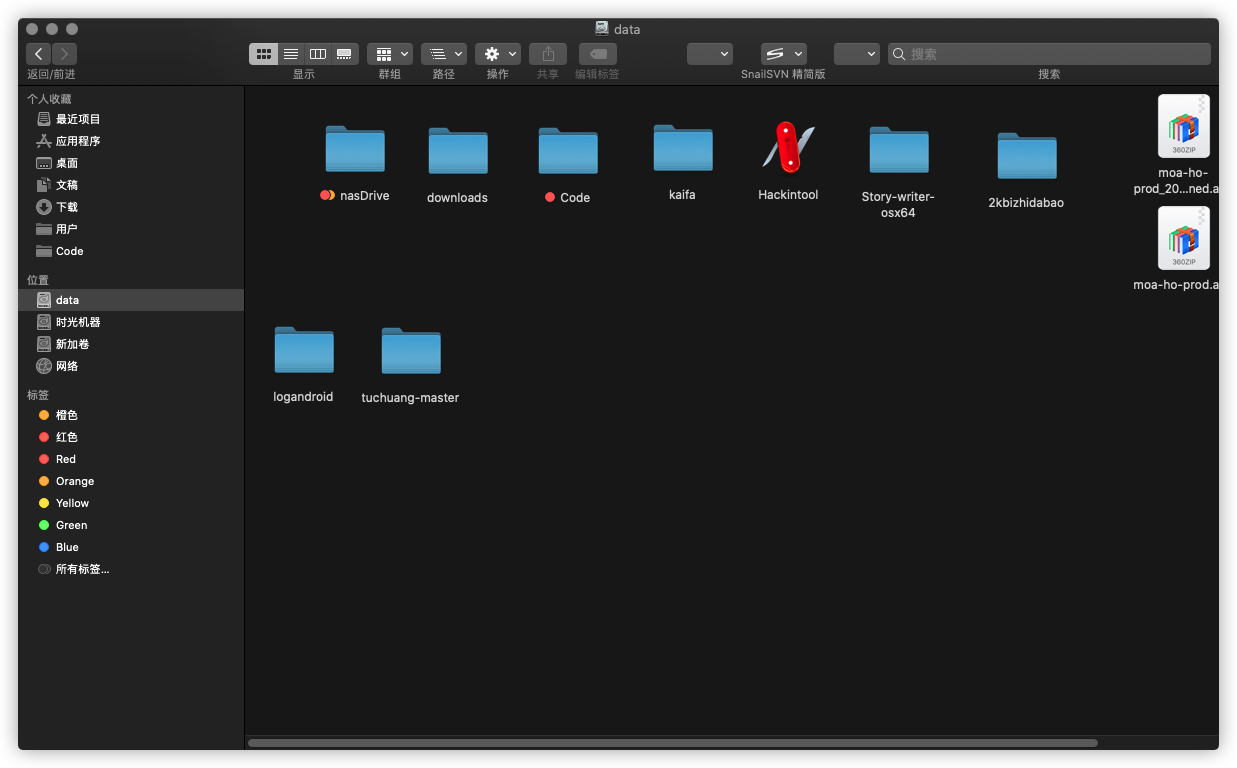 data
返回/前进
显示
群组
路径
操作
共享
编辑标签
SnailSVN 精简版
搜索
搜索
个人收藏
最近项目
应用程序
桌面
文稿
下载
用户
Code
位置
data
时光机器
新加卷
网络
标签
橙色
红色
Red
Orange
Yellow
Green
Blue
所有标签...
nasDrive
downloads
Code
kaifa
Hackintool
Story-writer-
osx64
2kbizhidabao
360ZIP
moa-ho-
prod_20...ned.a
360ZIP
moa-ho-prod.a
logandroid
tuchuang-master